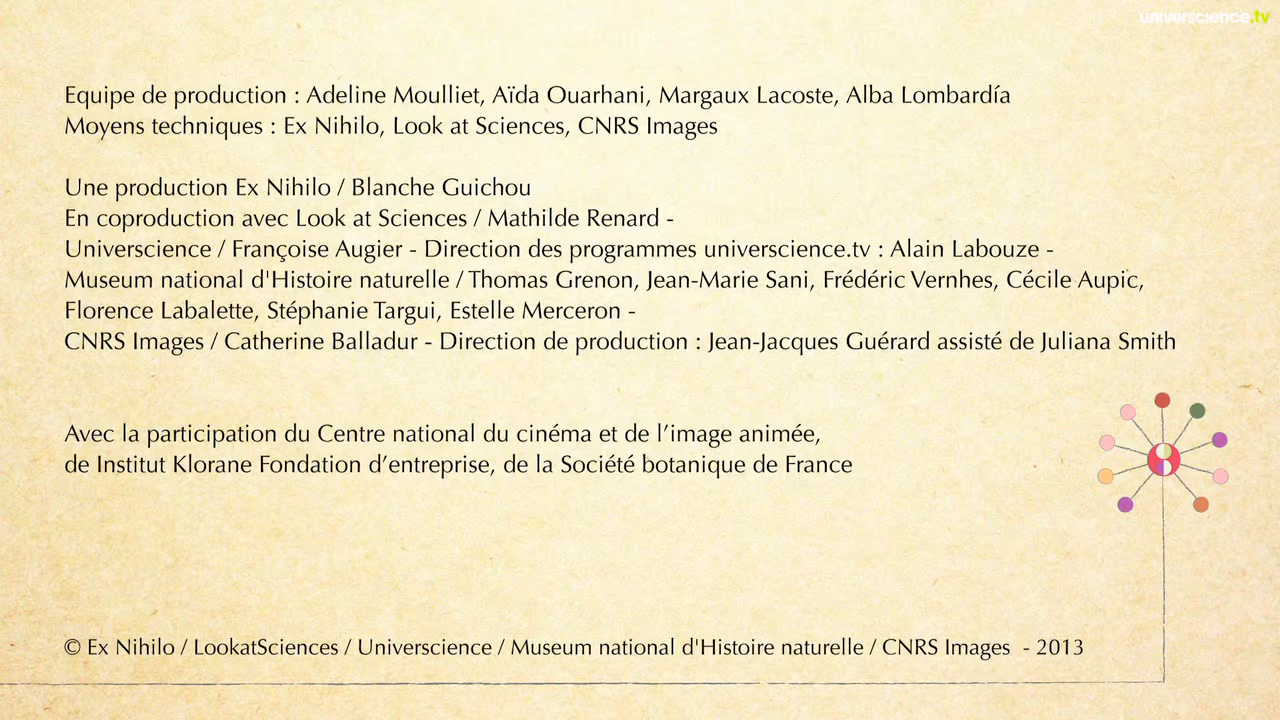 universcience.tv
Equipe de production : Adeline Moulliet, Aïda Ouarhani, Margaux Lacoste, Alba Lombardía
Moyens techniques : Ex Nihilo, Look at Sciences, CNRS Images
Une production Ex Nihilo / Blanche Guichou
En coproduction avec Look at Sciences / Mathilde Renard -
Universcience / Françoise Augier - Direction des programmes universcience.tv : Alain Labouze -
Museum national d'Histoire naturelle / Thomas Grenon, Jean-Marie Sani, Frédéric Vernhes, Cécile Aupic,
Florence Labalette, Stéphanie Targui, Estelle Merceron -
CNRS Images / Catherine Balladur - Direction de production : Jean-Jacques Guérard assisté de Juliana Smith
Avec la participation du Centre national du cinéma et de l’image animée,
de Institut Klorane Fondation d’entreprise, de la Société botanique de France
© Ex Nihilo / LookatSciences / Universcience / Museum national d'Histoire naturelle / CNRS Images - 2013